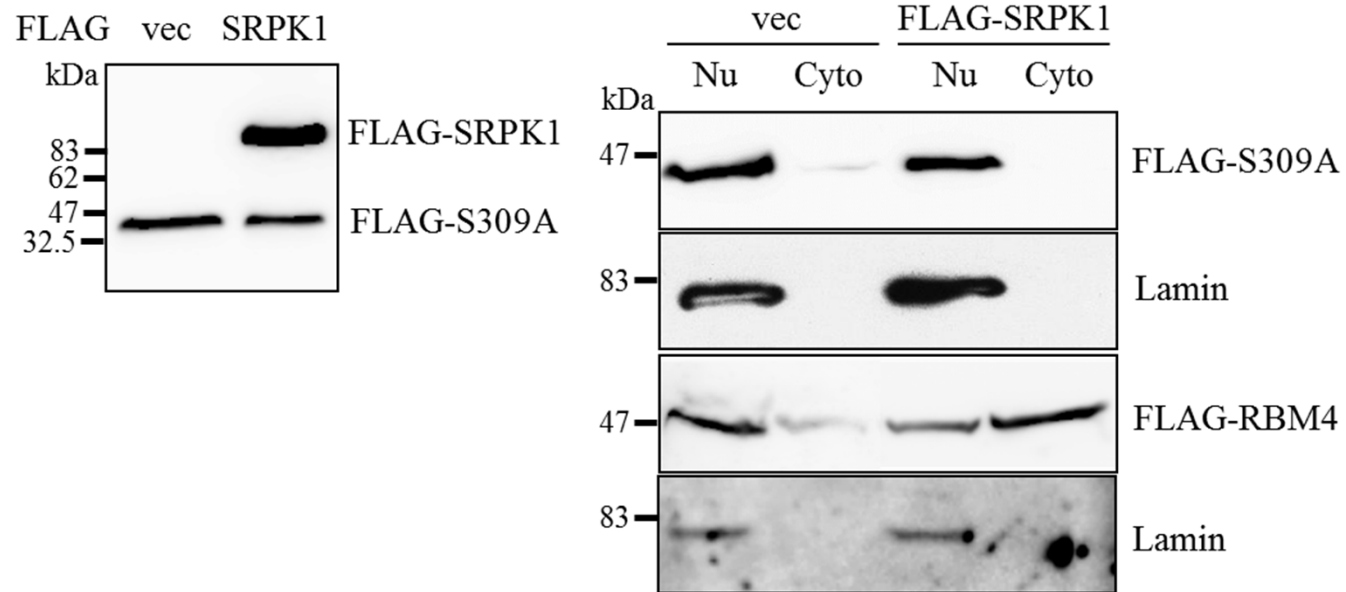 FLAG vec SRPK1
kDa
83
62
47
32.5
FLAG-SRPK1
FLAG-S309A
vec FLAG-SRPK1
Nu Cyto Nu Cyto
kDa
47 FLAG-S309A
83 Lamin
47 FLAG-RBM4
83 Lamin